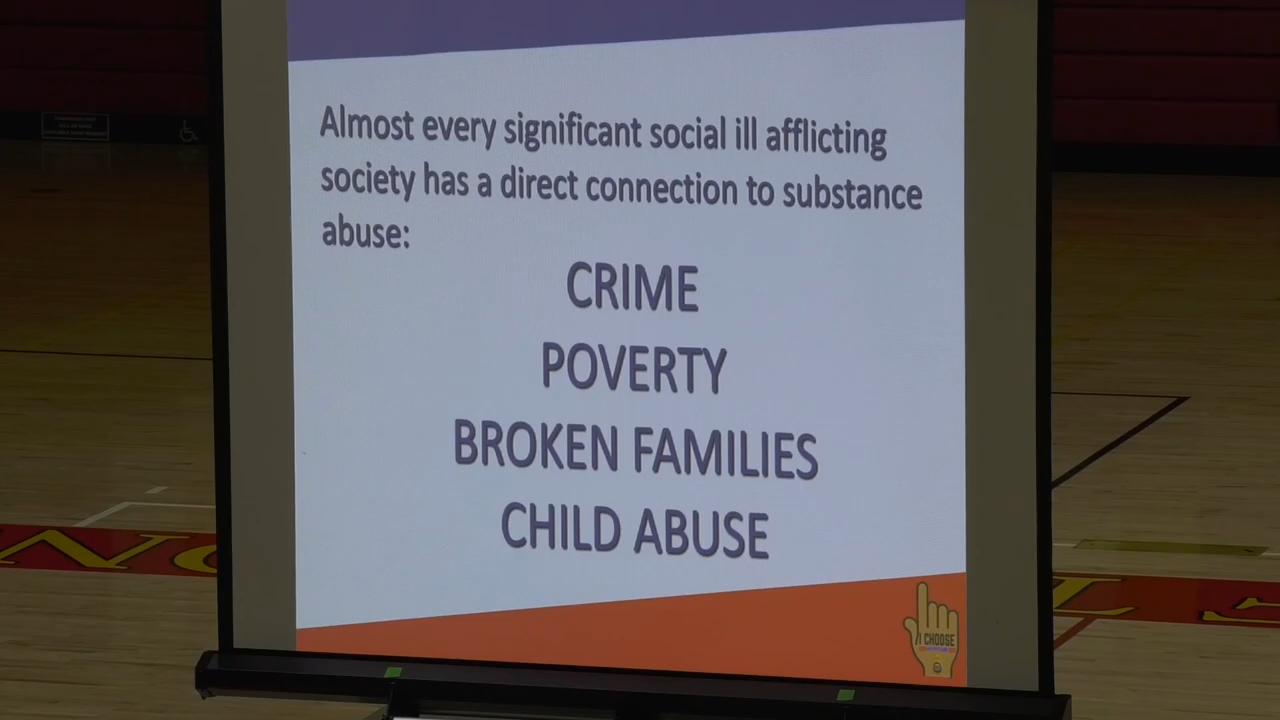 Almost every significant social ill afflicting
society has a direct connection to substance
abuse:
CRIME
POVERTY
BROKEN FAMILIES
CHILD ABUSE
I CHOOSE